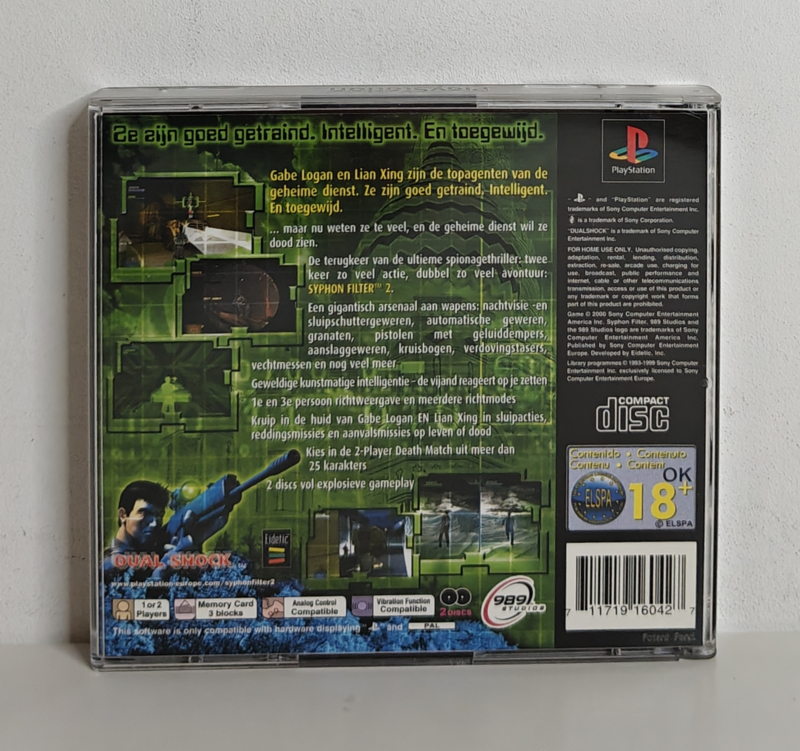 PlayStation
Ze zijn goed getraind. Intelligent. En toegewijd.
Gabe Logan en Lian Xing zijn de topagenten van de
geheime dienst. Ze zijn goed getraind. Intelligent.
En toegewijd.
... maar nu weten ze te veel, en de geheime dienst wil ze
dood zien.
De terugkeer van de ultieme spionagethriller: twee
keer zo veel actie, dubbel zo veel avontuur:
SYPHON FILTER™ 2.
Een gigantisch arsenaal aan wapens: nachtvisie -en
sluipschuttergeweren, automatische geweren,
granaten, pistolen met geluiddempers,
aanslaggeweren, kruisbogen, verdovingstasers,
vechtmessen en nog veel meer
Geweldige kunstmatige intelligentie - de vijand reageert op je zetten
1e en 3e persoon richtweergave en meerdere richtmodes
Kruip in de huid van Gabe Logan EN Lian Xing in sluipacties,
reddingsmissies en aanvalsmissies op leven of dood
Kies in de 2-Player Death Match uit meer dan
25 karakters
2 discs vol explosieve gameplay
Eidetic
DUAL SHOCK™
www.playstation-europe.com/syphonfilter2
1 or 2
Players
Memory Card
3 blocks
Analog Control
Compatible
Vibration Function
Compatible
2 DISCS
989
STUDIOS
This software is only compatible with hardware displaying and PAL
PlayStation
- and "PlayStation" are registered
trademarks of Sony Computer Entertainment Inc.
is a trademark of Sony Corporation.
"DUALSHOCK" is a trademark of Sony Computer
Entertainment Inc.
FOR HOME USE ONLY. Unauthorised copying,
adaptation, rental, lending, distribution,
extraction, re-sale, arcade use, charging for
use, broadcast, public performance and
internet, cable or other telecommunications
transmission, access or use of this product or
any trademark or copyright work that forms
part of this product are prohibited.
Game © 2000 Sony Computer Entertainment
America Inc. Syphon Filter, 989 Studios and
the 989 Studios logo are trademarks of Sony
Computer Entertainment America Inc.
Published by Sony Computer Entertainment
Europe. Developed by Eidetic, Inc.
Library programmes © 1993-1999 Sony Computer
Entertainment Inc. exclusively licensed to Sony
Computer Entertainment Europe.
COMPACT
disc
Contenido • Contenuto
Contenu • Content
ELSPA
OK
18+
© ELSPA
7 11719 16042 7
Patent Pend.